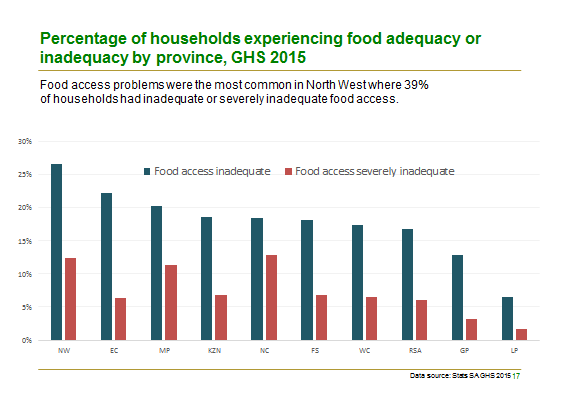 Percentage of households experiencing food adequacy or
inadequacy by province, GHS 2015
Food access problems were the most common in North West where 39%
of households had inadequate or severely inadequate food access.
30%
Food access inadequate Food access severely inadequate
25%
20%
15%
10%
5%
0%
NW EC MP KZN NC FS WC RSA GP LP
Data source: Stats SA GHS 2015 17